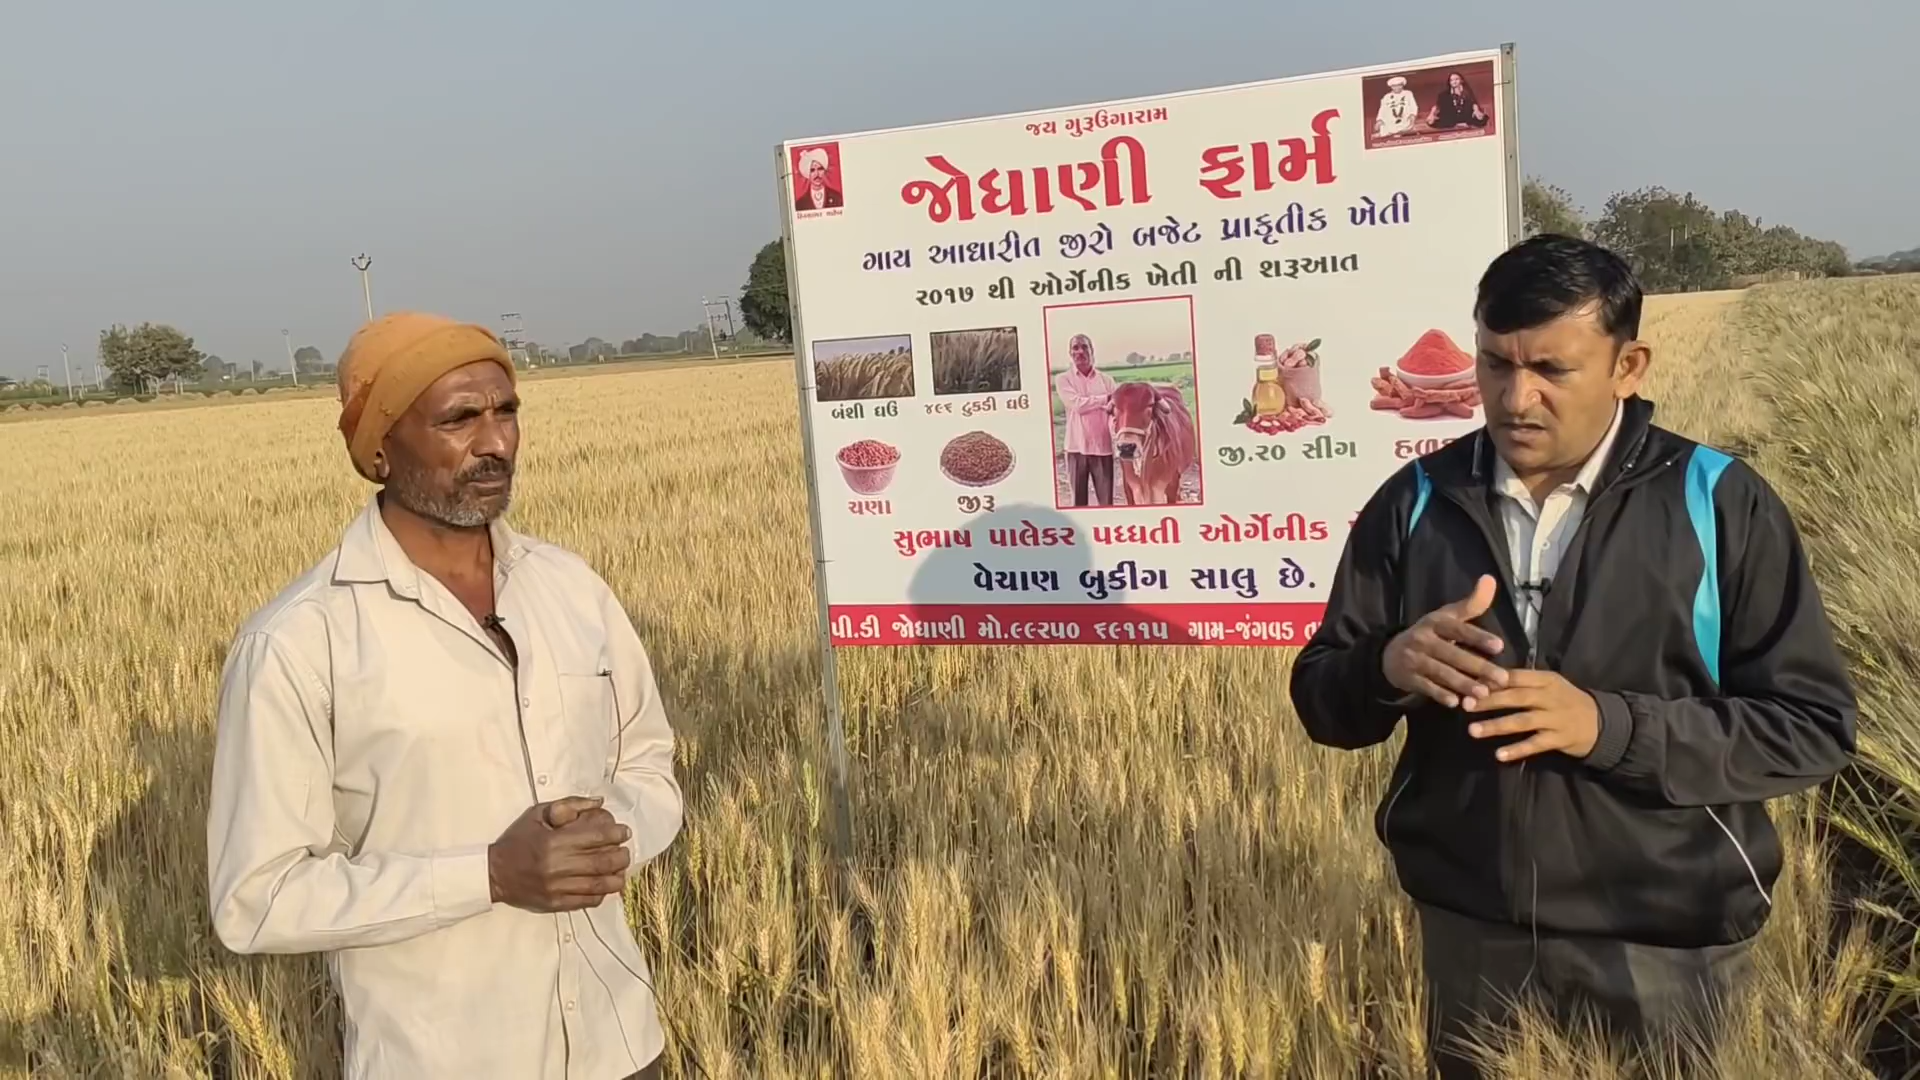 જય ગુરૂઉગારામ
જોધાણી ફાર્મ
ગાય આધારીત જીરો બજેટ પ્રાકૃતીક ખેતી
૨૦૧૭ થી ઓર્ગેનીક ખેતી ની શરૂઆત
બંશી ઘઉં ૪૯૬ ટુકડી ઘઉં
જી.૨૦ સીંગ
ચણા જીરૂ
સુભાષ પાલેકર પધ્ધતી ઓર્ગેનીક
વેચાણ બુકીંગ સાલુ છે.
પી.ડી જોધાણી મો.૯૯૨૫૦ ૬૯૧૧૫ ગામ-જંગવડ